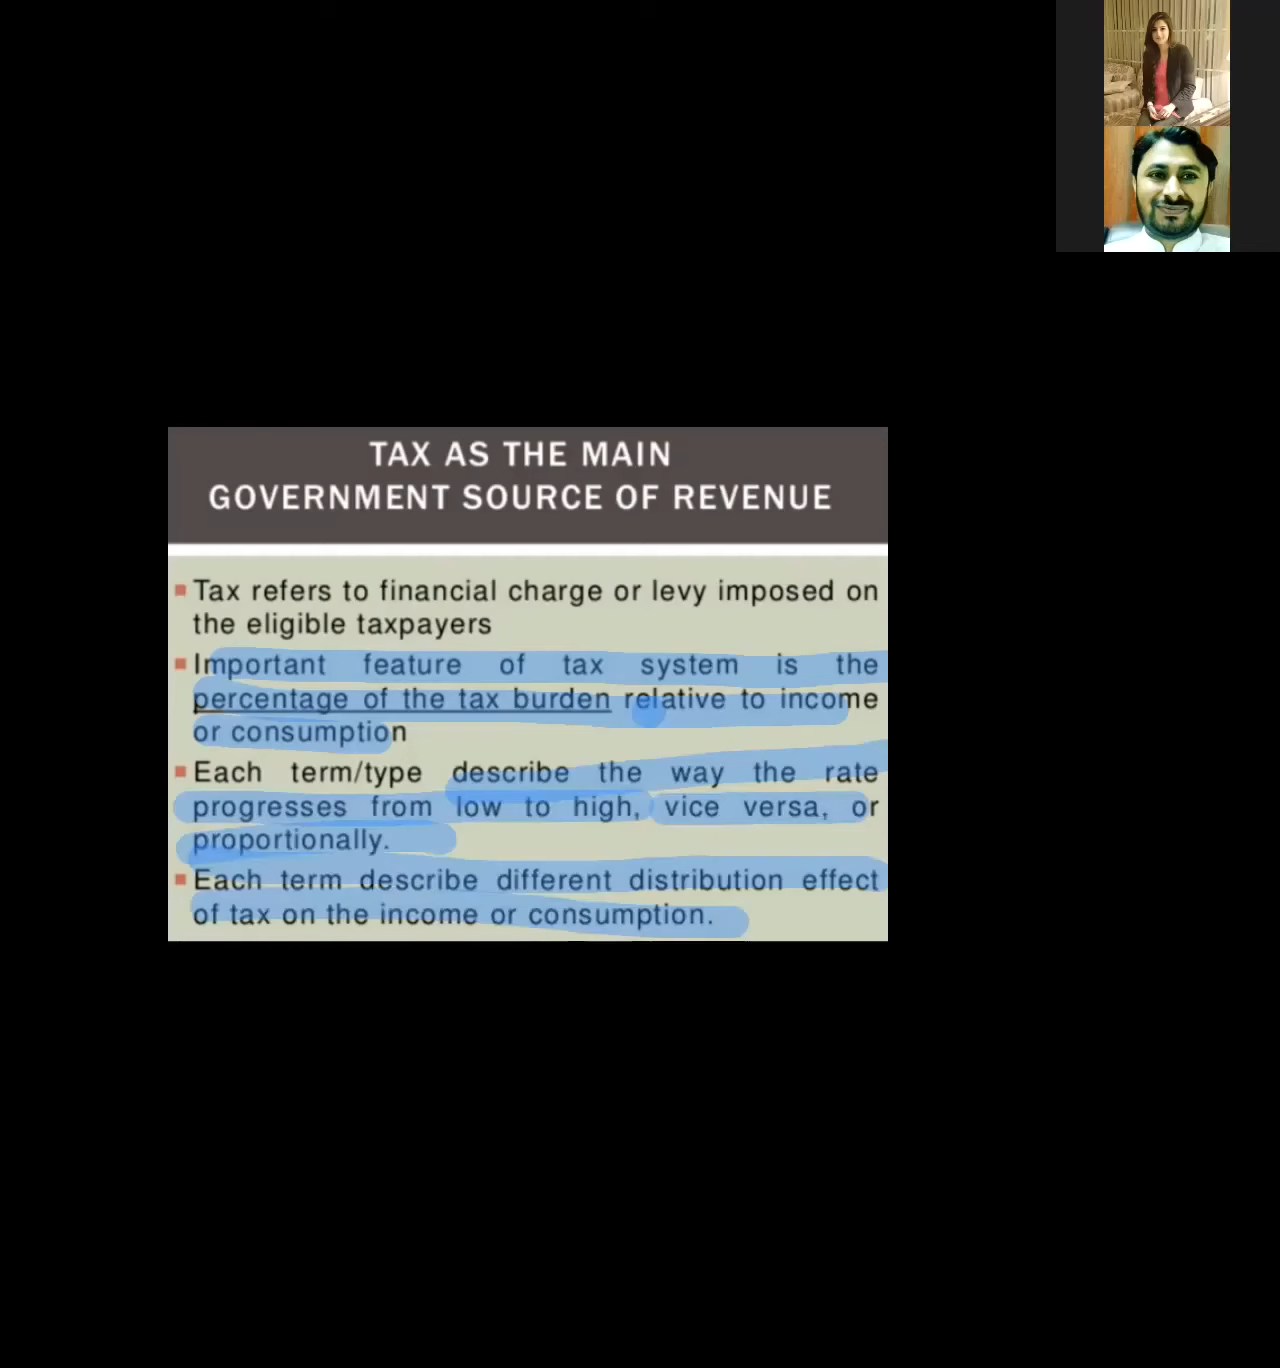 TAX AS THE MAIN
GOVERNMENT SOURCE OF REVENUE
Tax refers to financial charge or levy imposed on
the eligible taxpayers
Important feature of tax system is the
percentage of the tax burden relative to income
or consumption
Each term/type describe the way the rate
progresses from low to high, vice versa, or
proportionally.
Each term describe different distribution effect
of tax on the income or consumption.